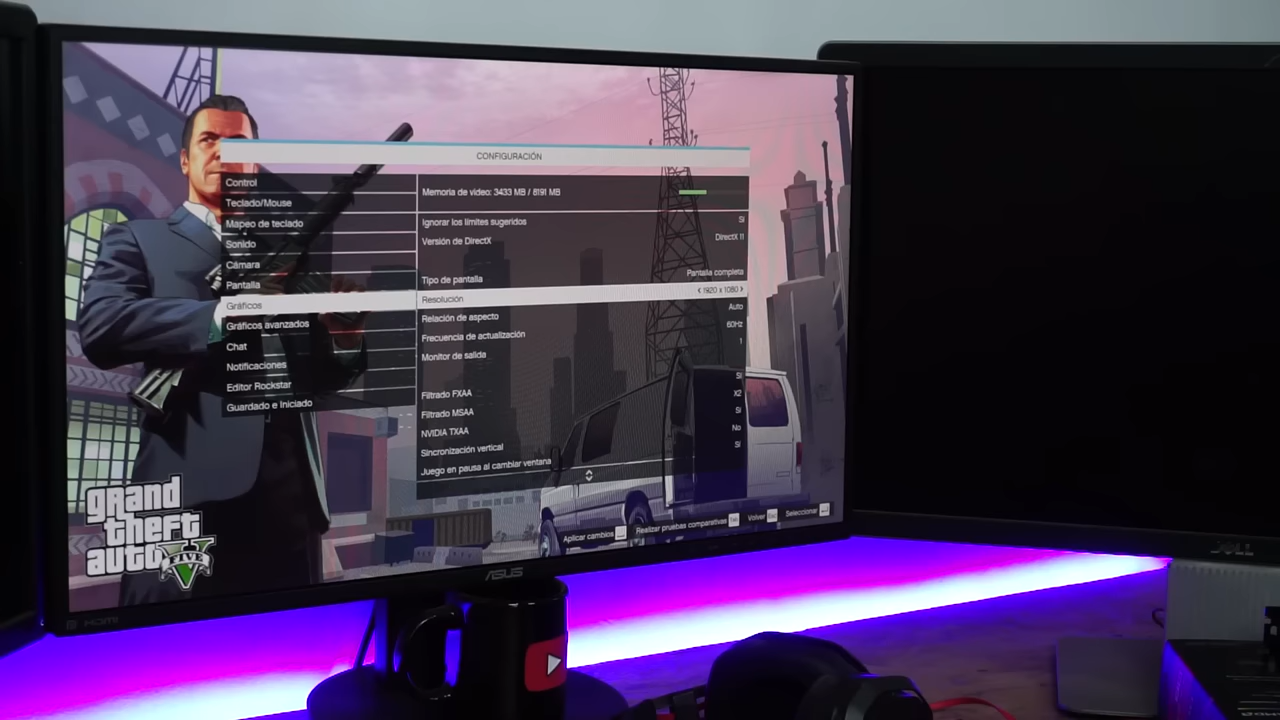 CONFIGURACIÓN
Control
Teclado/Mouse
Mapeo de teclado
Sonido
Cámara
Pantalla
Gráficos
Gráficos avanzados
Chat
Notificaciones
Editor Rockstar
Guardado e Iniciado
Memoria de video: 3433 MB / 8191 MB
Ignorar los límites sugeridos Sí
Versión de DirectX DirectX 11
Tipo de pantalla Pantalla completa
Resolución 1920 x 1080
Relación de aspecto Auto
Frecuencia de actualización 60Hz
Monitor de salida 1
Filtrado FXAA Sí
Filtrado MSAA X2
NVIDIA TXAA Sí
Sincronización vertical No
Juego en pausa al cambiar ventana Sí
Aplicar cambios Realizar pruebas comparativas Tab Volver Esc Seleccionar
grand
theft
auto
FIVE
V
ASUS
HDMI
DELL